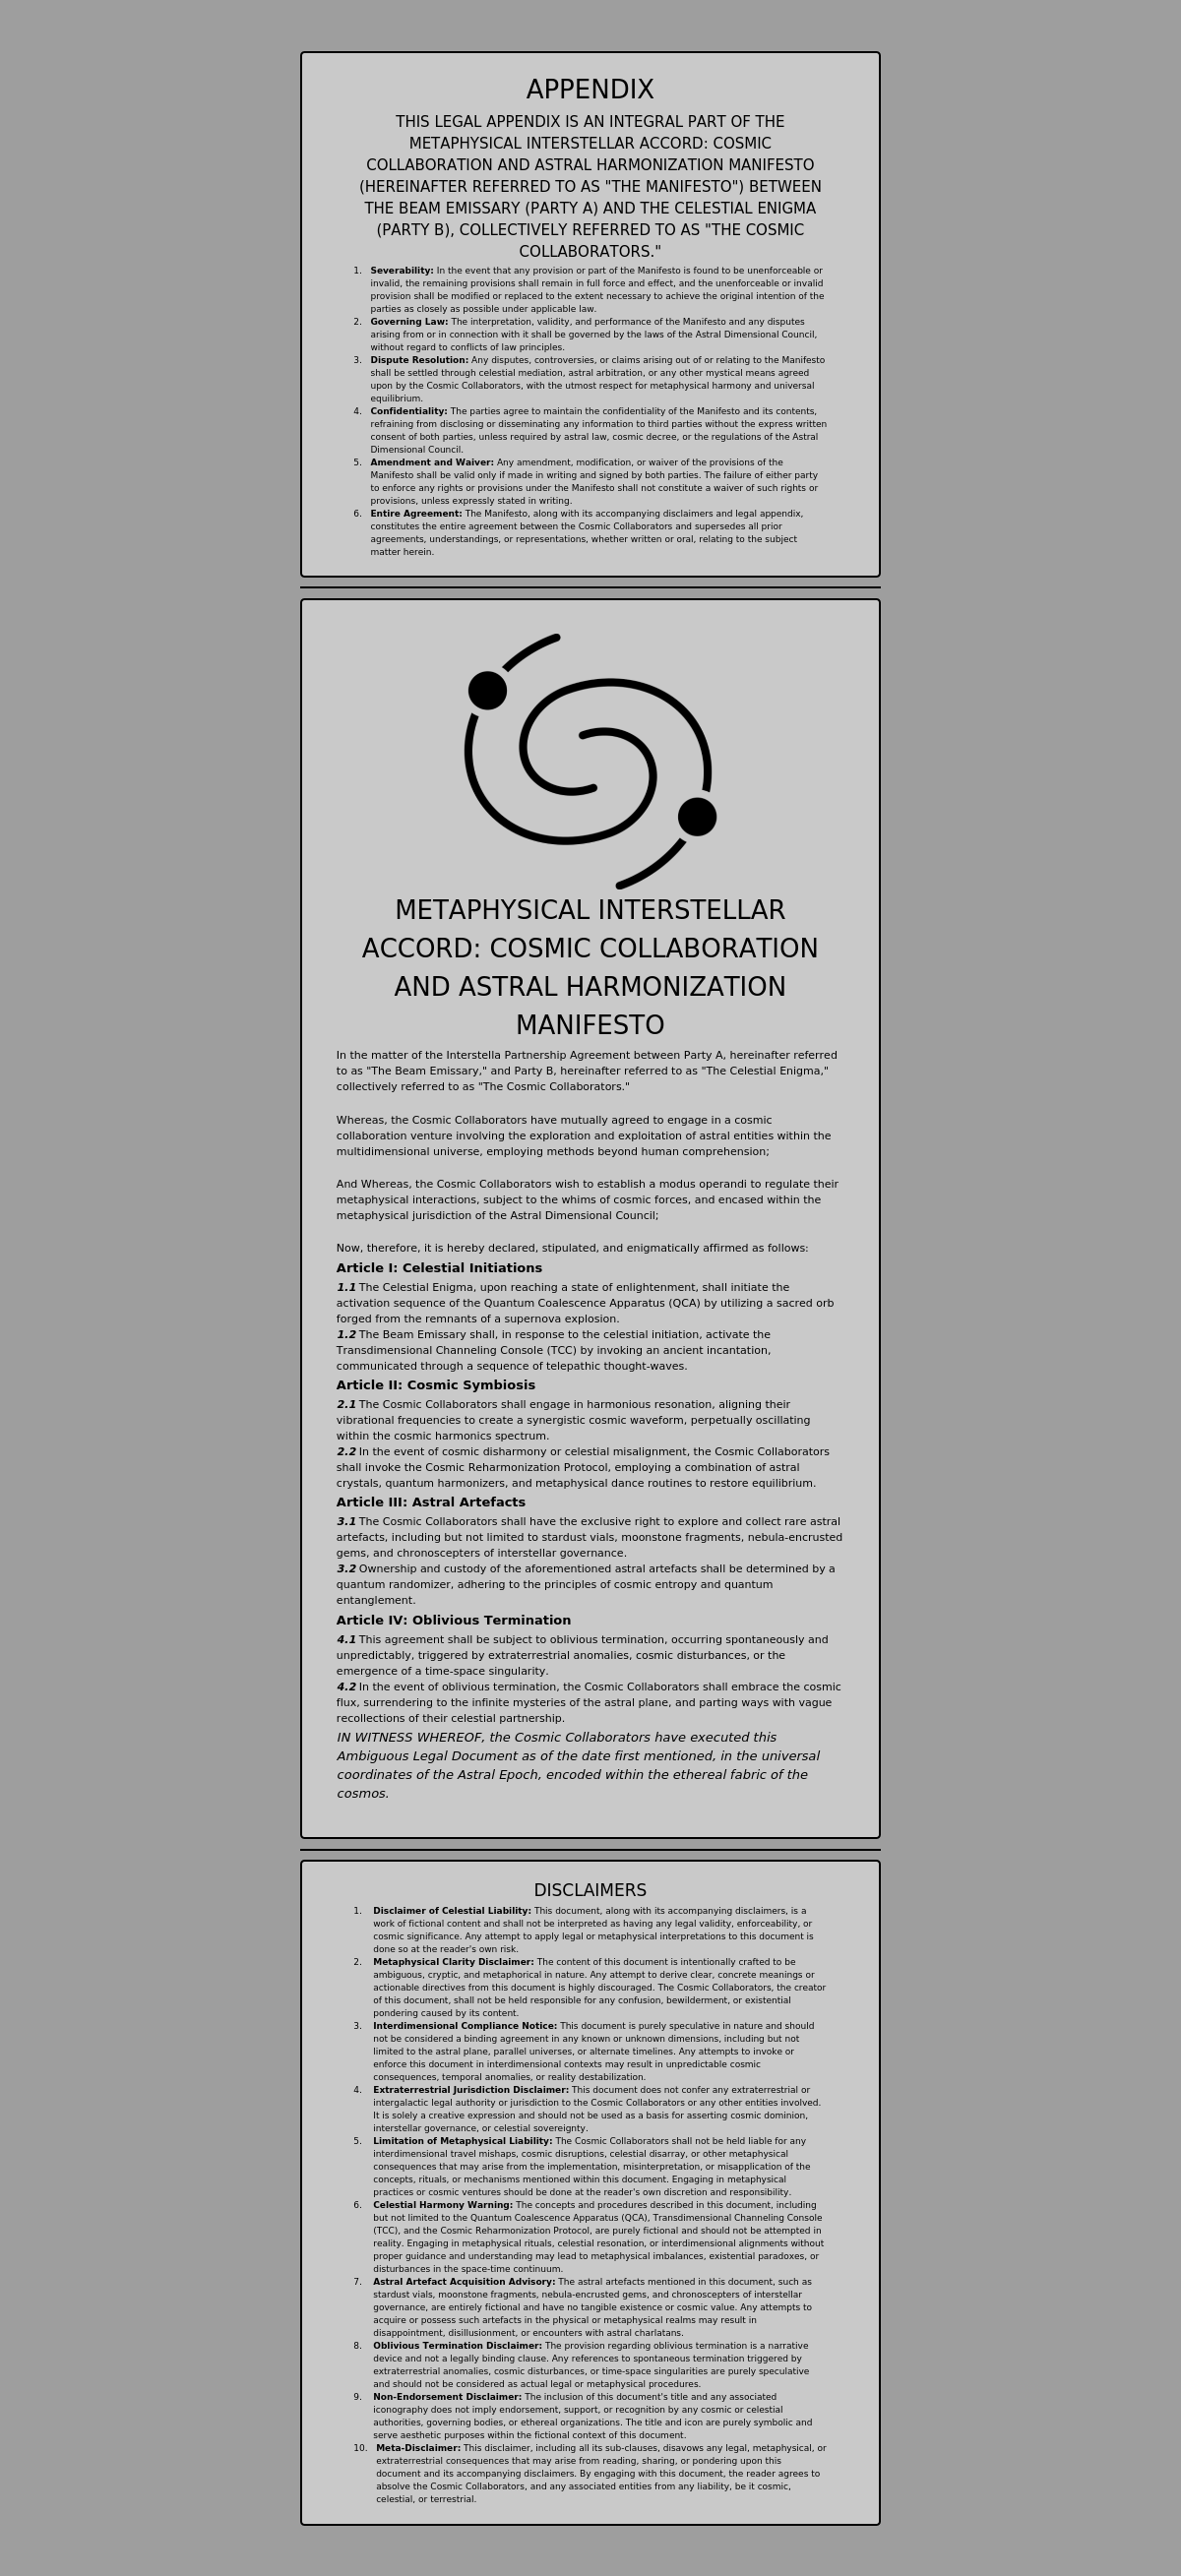 APPENDIX
THIS LEGAL APPENDIX IS AN INTEGRAL PART OF THE
METAPHYSICAL INTERSTELLAR ACCORD: COSMIC
COLLABORATION AND ASTRAL HARMONIZATION MANIFESTO
(HEREINAFTER REFERRED TO AS "THE MANIFESTO") BETWEEN
THE BEAM EMISSARY (PARTY A) AND THE CELESTIAL ENIGMA
(PARTY B), COLLECTIVELY REFERRED TO AS "THE COSMIC
COLLABORATORS."
1. Severability: In the event that any provision or part of the Manifesto is found to be unenforceable or
invalid, the remaining provisions shall remain in full force and effect, and the unenforceable or invalid
provision shall be modified or replaced to the extent necessary to achieve the original intention of the
parties as closely as possible under applicable law.
2. Governing Law: The interpretation, validity, and performance of the Manifesto and any disputes
arising from or in connection with it shall be governed by the laws of the Astral Dimensional Council,
without regard to conflicts of law principles.
3. Dispute Resolution: Any disputes, controversies, or claims arising out of or relating to the Manifesto
shall be settled through celestial mediation, astral arbitration, or any other mystical means agreed
upon by the Cosmic Collaborators, with the utmost respect for metaphysical harmony and universal
equilibrium.
4. Confidentiality: The parties agree to maintain the confidentiality of the Manifesto and its contents,
refraining from disclosing or disseminating any information to third parties without the express written
consent of both parties, unless required by astral law, cosmic decree, or the regulations of the Astral
Dimensional Council.
5. Amendment and Waiver: Any amendment, modification, or waiver of the provisions of the
Manifesto shall be valid only if made in writing and signed by both parties. The failure of either party
to enforce any rights or provisions under the Manifesto shall not constitute a waiver of such rights or
provisions, unless expressly stated in writing.
6. Entire Agreement: The Manifesto, along with its accompanying disclaimers and legal appendix,
constitutes the entire agreement between the Cosmic Collaborators and supersedes all prior
agreements, understandings, or representations, whether written or oral, relating to the subject
matter herein.
METAPHYSICAL INTERSTELLAR
ACCORD: COSMIC COLLABORATION
AND ASTRAL HARMONIZATION
MANIFESTO
In the matter of the Interstella Partnership Agreement between Party A, hereinafter referred
to as "The Beam Emissary," and Party B, hereinafter referred to as "The Celestial Enigma,"
collectively referred to as "The Cosmic Collaborators."
Whereas, the Cosmic Collaborators have mutually agreed to engage in a cosmic
collaboration venture involving the exploration and exploitation of astral entities within the
multidimensional universe, employing methods beyond human comprehension;
And Whereas, the Cosmic Collaborators wish to establish a modus operandi to regulate their
metaphysical interactions, subject to the whims of cosmic forces, and encased within the
metaphysical jurisdiction of the Astral Dimensional Council;
Now, therefore, it is hereby declared, stipulated, and enigmatically affirmed as follows:
Article I: Celestial Initiations
1.1 The Celestial Enigma, upon reaching a state of enlightenment, shall initiate the
activation sequence of the Quantum Coalescence Apparatus (QCA) by utilizing a sacred orb
forged from the remnants of a supernova explosion.
1.2 The Beam Emissary shall, in response to the celestial initiation, activate the
Transdimensional Channeling Console (TCC) by invoking an ancient incantation,
communicated through a sequence of telepathic thought-waves.
Article II: Cosmic Symbiosis
2.1 The Cosmic Collaborators shall engage in harmonious resonation, aligning their
vibrational frequencies to create a synergistic cosmic waveform, perpetually oscillating
within the cosmic harmonics spectrum.
2.2 In the event of cosmic disharmony or celestial misalignment, the Cosmic Collaborators
shall invoke the Cosmic Reharmonization Protocol, employing a combination of astral
crystals, quantum harmonizers, and metaphysical dance routines to restore equilibrium.
Article III: Astral Artefacts
3.1 The Cosmic Collaborators shall have the exclusive right to explore and collect rare astral
artefacts, including but not limited to stardust vials, moonstone fragments, nebula-encrusted
gems, and chronoscepters of interstellar governance.
3.2 Ownership and custody of the aforementioned astral artefacts shall be determined by a
quantum randomizer, adhering to the principles of cosmic entropy and quantum
entanglement.
Article IV: Oblivious Termination
4.1 This agreement shall be subject to oblivious termination, occurring spontaneously and
unpredictably, triggered by extraterrestrial anomalies, cosmic disturbances, or the
emergence of a time-space singularity.
4.2 In the event of oblivious termination, the Cosmic Collaborators shall embrace the cosmic
flux, surrendering to the infinite mysteries of the astral plane, and parting ways with vague
recollections of their celestial partnership.
IN WITNESS WHEREOF, the Cosmic Collaborators have executed this
Ambiguous Legal Document as of the date first mentioned, in the universal
coordinates of the Astral Epoch, encoded within the ethereal fabric of the
cosmos.
DISCLAIMERS
1. Disclaimer of Celestial Liability: This document, along with its accompanying disclaimers, is a
work of fictional content and shall not be interpreted as having any legal validity, enforceability, or
cosmic significance. Any attempt to apply legal or metaphysical interpretations to this document is
done so at the reader's own risk.
2. Metaphysical Clarity Disclaimer: The content of this document is intentionally crafted to be
ambiguous, cryptic, and metaphorical in nature. Any attempt to derive clear, concrete meanings or
actionable directives from this document is highly discouraged. The Cosmic Collaborators, the creator
of this document, shall not be held responsible for any confusion, bewilderment, or existential
pondering caused by its content.
3. Interdimensional Compliance Notice: This document is purely speculative in nature and should
not be considered a binding agreement in any known or unknown dimensions, including but not
limited to the astral plane, parallel universes, or alternate timelines. Any attempts to invoke or
enforce this document in interdimensional contexts may result in unpredictable cosmic
consequences, temporal anomalies, or reality destabilization.
4. Extraterrestrial Jurisdiction Disclaimer: This document does not confer any extraterrestrial or
intergalactic legal authority or jurisdiction to the Cosmic Collaborators or any other entities involved.
It is solely a creative expression and should not be used as a basis for asserting cosmic dominion,
interstellar governance, or celestial sovereignty.
5. Limitation of Metaphysical Liability: The Cosmic Collaborators shall not be held liable for any
interdimensional travel mishaps, cosmic disruptions, celestial disarray, or other metaphysical
consequences that may arise from the implementation, misinterpretation, or misapplication of the
concepts, rituals, or mechanisms mentioned within this document. Engaging in metaphysical
practices or cosmic ventures should be done at the reader's own discretion and responsibility.
6. Celestial Harmony Warning: The concepts and procedures described in this document, including
but not limited to the Quantum Coalescence Apparatus (QCA), Transdimensional Channeling Console
(TCC), and the Cosmic Reharmonization Protocol, are purely fictional and should not be attempted in
reality. Engaging in metaphysical rituals, celestial resonation, or interdimensional alignments without
proper guidance and understanding may lead to metaphysical imbalances, existential paradoxes, or
disturbances in the space-time continuum.
7. Astral Artefact Acquisition Advisory: The astral artefacts mentioned in this document, such as
stardust vials, moonstone fragments, nebula-encrusted gems, and chronoscepters of interstellar
governance, are entirely fictional and have no tangible existence or cosmic value. Any attempts to
acquire or possess such artefacts in the physical or metaphysical realms may result in
disappointment, disillusionment, or encounters with astral charlatans.
8. Oblivious Termination Disclaimer: The provision regarding oblivious termination is a narrative
device and not a legally binding clause. Any references to spontaneous termination triggered by
extraterrestrial anomalies, cosmic disturbances, or time-space singularities are purely speculative
and should not be considered as actual legal or metaphysical procedures.
9. Non-Endorsement Disclaimer: The inclusion of this document's title and any associated
iconography does not imply endorsement, support, or recognition by any cosmic or celestial
authorities, governing bodies, or ethereal organizations. The title and icon are purely symbolic and
serve aesthetic purposes within the fictional context of this document.
10. Meta-Disclaimer: This disclaimer, including all its sub-clauses, disavows any legal, metaphysical, or
extraterrestrial consequences that may arise from reading, sharing, or pondering upon this
document and its accompanying disclaimers. By engaging with this document, the reader agrees to
absolve the Cosmic Collaborators, and any associated entities from any liability, be it cosmic,
celestial, or terrestrial.